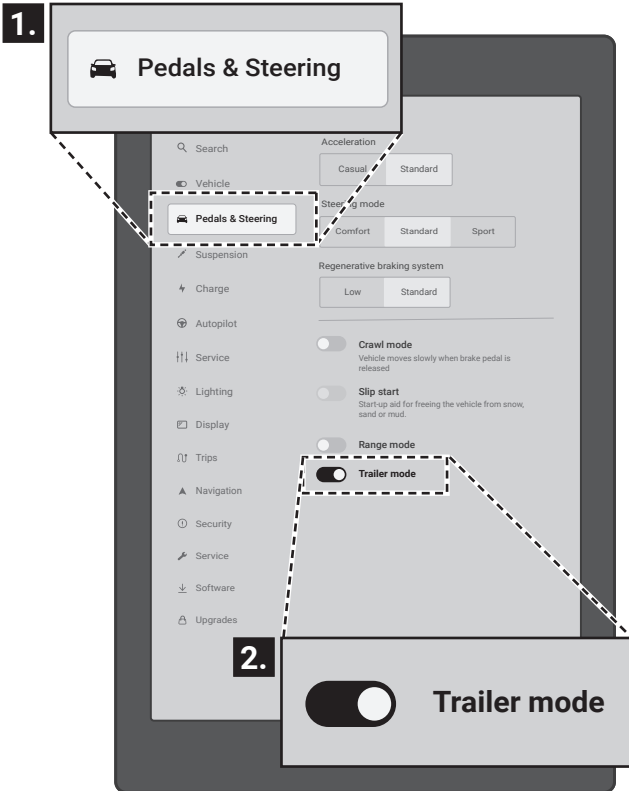 1.
Pedals & Steering
Search
Vehicle
Pedals & Steering
Suspension
Charge
Autopilot
Service
Lighting
Display
Trips
Navigation
Security
Service
Software
Upgrades
Acceleration
Casual Standard
Steering mode
Comfort Standard Sport
Regenerative braking system
Low Standard
Crawl mode
Vehicle moves slowly when brake pedal is
released
Slip start
Start-up aid for freeing the vehicle from snow,
sand or mud.
Range mode
Trailer mode
2.
Trailer mode